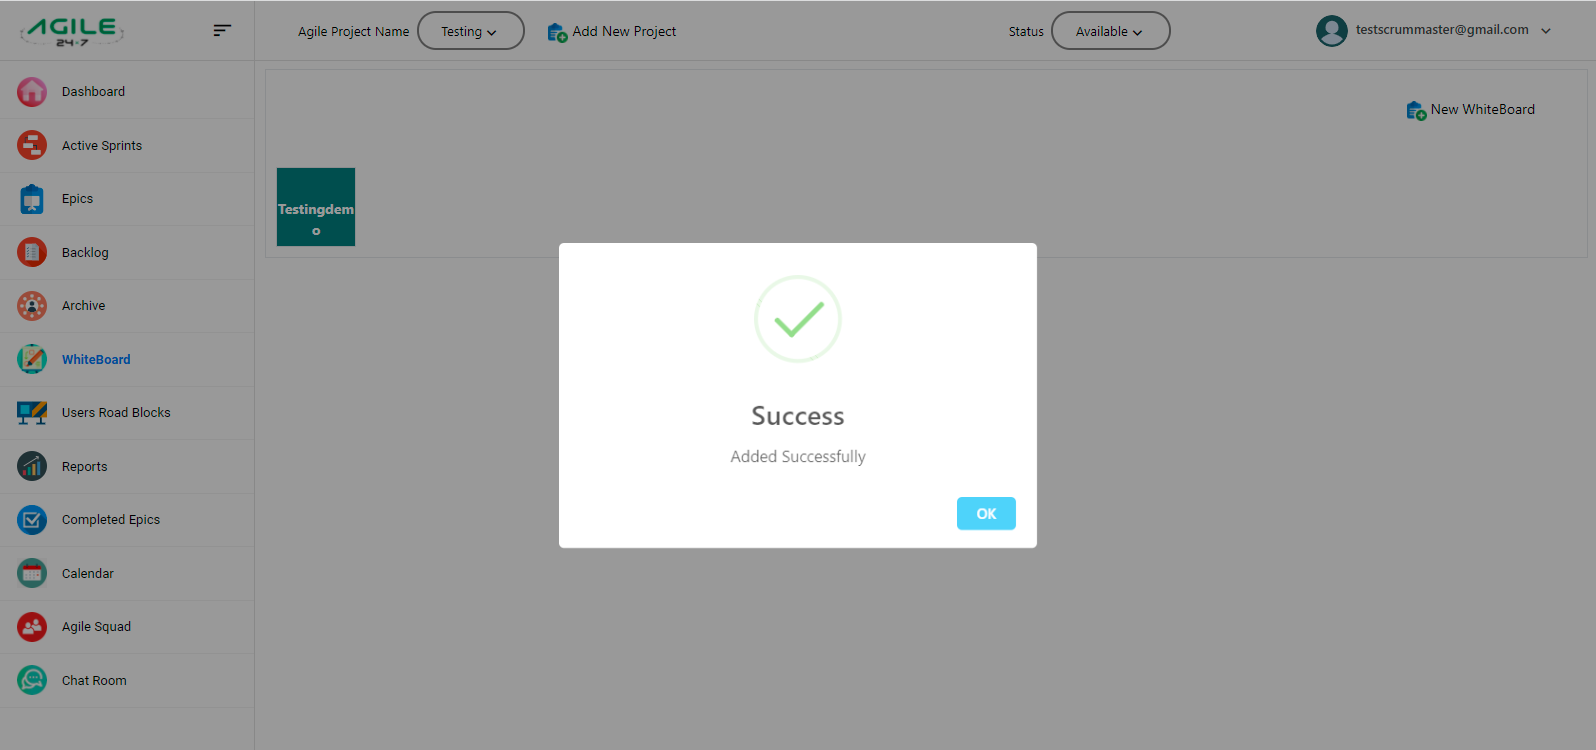 AGILE
24*7
Agile Project Name
Testing
Add New Project
Status
Available
testscrummaster@gmail.com
Dashboard
Active Sprints
Epics
Backlog
Archive
WhiteBoard
Users Road Blocks
Reports
Completed Epics
Calendar
Agile Squad
Chat Room
New WhiteBoard
Testingdem
o
Success
Added Successfully
OK